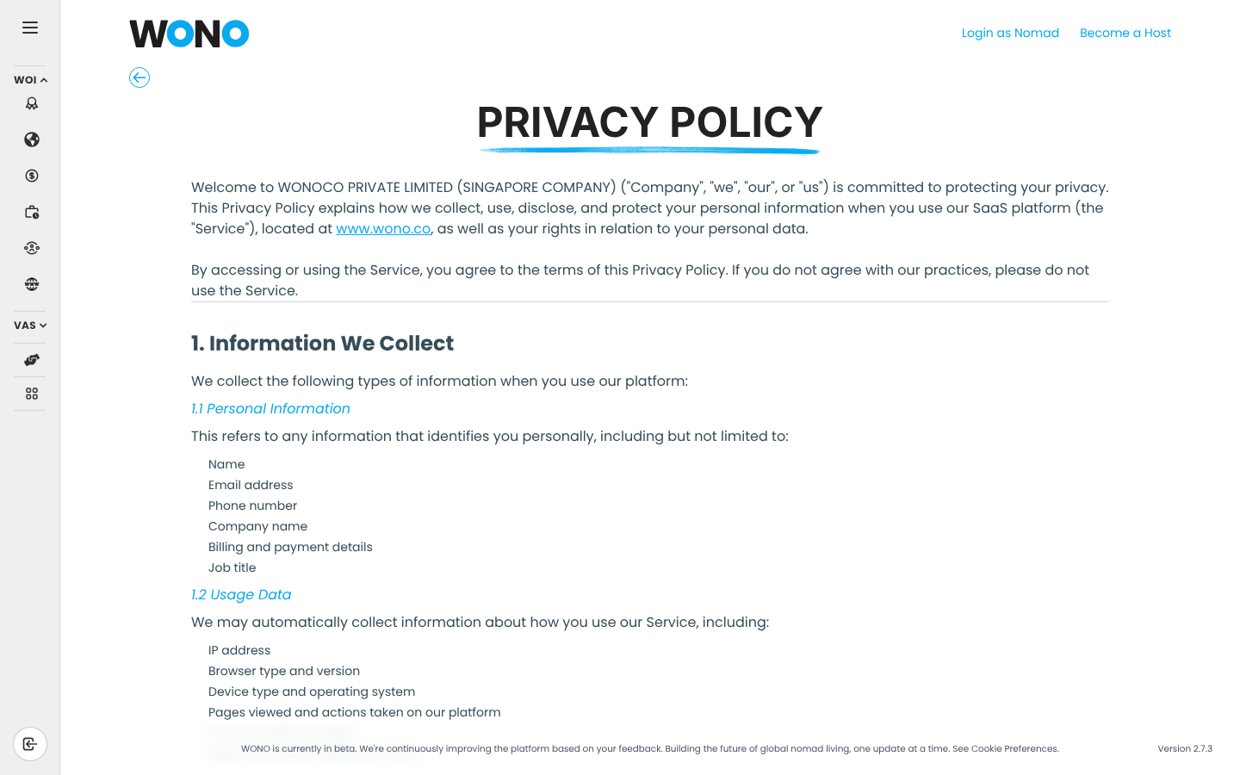 WONO
Login as Nomad
Become a Host
WOI
PRIVACY POLICY
Welcome to WONOCO PRIVATE LIMITED (SINGAPORE COMPANY) ("Company", "we", "our", or "us") is committed to protecting your privacy.
This Privacy Policy explains how we collect, use, disclose, and protect your personal information when you use our SaaS platform (the
"Service"), located at www.wono.co, as well as your rights in relation to your personal data.
By accessing or using the Service, you agree to the terms of this Privacy Policy. If you do not agree with our practices, please do not
use the Service.
VAS
1. Information We Collect
We collect the following types of information when you use our platform:
1.1 Personal Information
This refers to any information that identifies you personally, including but not limited to:
Name
Email address
Phone number
Company name
Billing and payment details
Job title
1.2 Usage Data
We may automatically collect information about how you use our Service, including:
IP address
Browser type and version
Device type and operating system
Pages viewed and actions taken on our platform
WONO is currently in beta. We're continuously improving the platform based on your feedback. Building the future of global nomad living, one update at a time. See Cookie Preferences.
Version 2.7.3